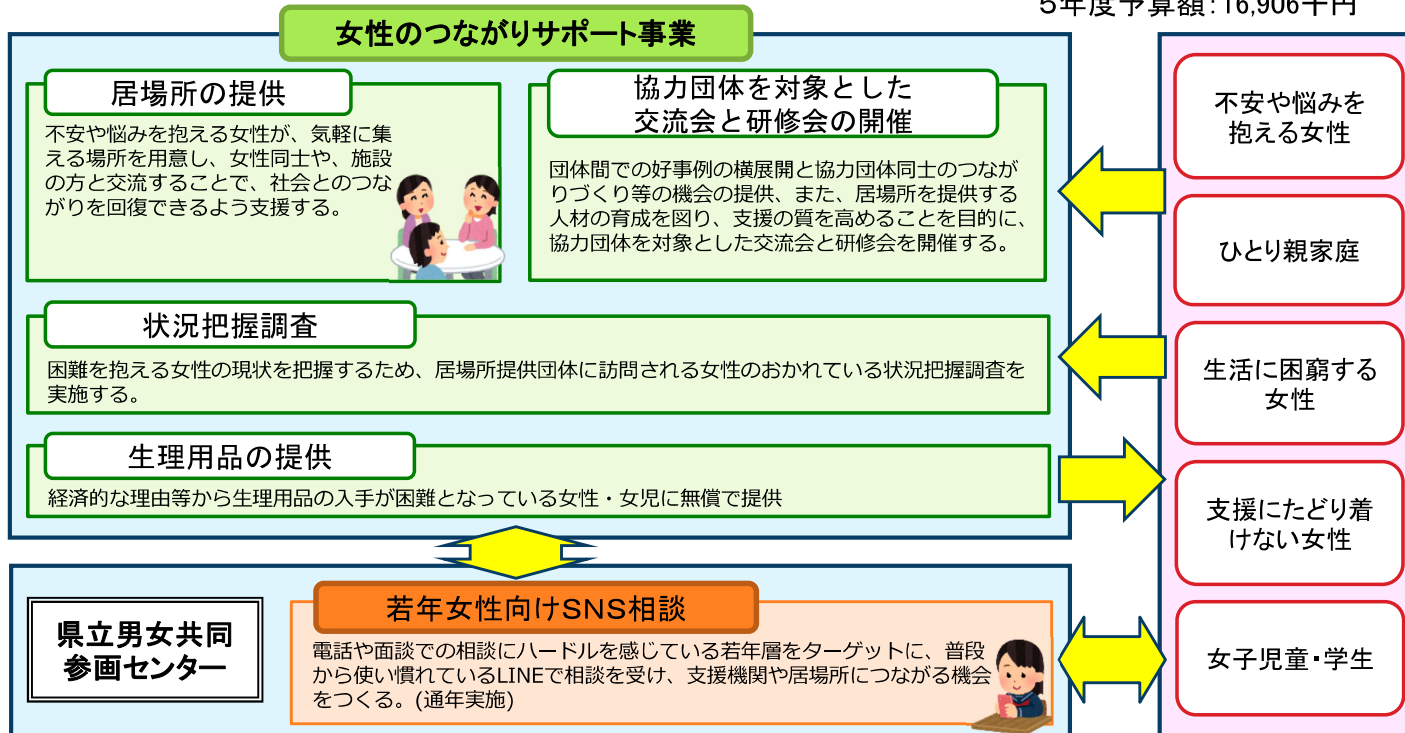 5年度予算額：16,906千円
女性のつながりサポート事業
居場所の提供
不安や悩みを抱える女性が、気軽に集
える場所を用意し、女性同士や、施設
の方と交流することで、社会とのつな
がりを回復できるよう支援する。
協力団体を対象とした
交流会と研修会の開催
団体間での好事例の横展開と協力団体同士のつなが
りづくり等の機会の提供、また、居場所を提供する
人材の育成を図り、支援の質を高めることを目的に、
協力団体を対象とした交流会と研修会を開催する。
状況把握調査
困難を抱える女性の現状を把握するため、居場所提供団体に訪問される女性のおかれている状況把握調査を
実施する。
生理用品の提供
経済的な理由等から生理用品の入手が困難となっている女性・女児に無償で提供
県立男女共同
参画センター
若年女性向けSNS相談
電話や面談での相談にハードルを感じている若年層をターゲットに、普段
から使い慣れているLINEで相談を受け、支援機関や居場所につながる機会
をつくる。(通年実施)
不安や悩みを
抱える女性
ひとり親家庭
生活に困窮する
女性
支援にたどり着
けない女性
女子児童・学生